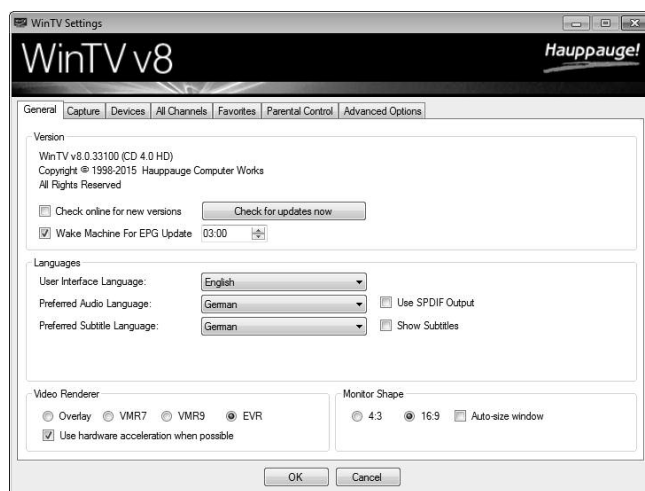 WinTV Settings
WinTV v8
Hauppauge!
General Capture Devices All Channels Favorites Parental Control Advanced Options
Version
WinTV v8.0.33100 (CD 4.0 HD)
Copyright © 1998-2015 Hauppauge Computer Works
All Rights Reserved
Check online for new versions Check for updates now
Wake Machine For EPG Update 03:00
Languages
User Interface Language: English
Preferred Audio Language: German Use SPDIF Output
Preferred Subtitle Language: German Show Subtitles
Video Renderer
Overlay VMR7 VMR9 EVR
Use hardware acceleration when possible
Monitor Shape
4:3 16:9 Auto-size window
OK Cancel